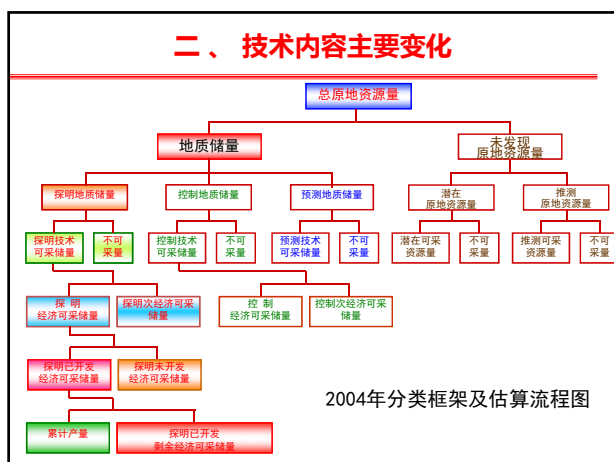 二 、 技术内容主要变化
总原地资源量
地质储量
未发现
原地资源量
探明地质储量
控制地质储量
预测地质储量
潜在
原地资源量
推测
原地资源量
探明技术
可采储量
不可
采量
控制技术
可采储量
不可
采量
预测技术
可采储量
不可
采量
潜在可采
资源量
不可
采量
推测可采
资源量
不可
采量
探 明
经济可采储量
探明次经济可采
储量
控 制
经济可采储量
控制次经济可采
储量
探明已开发
经济可采储量
探明未开发
经济可采储量
2004年分类框架及估算流程图
累计产量
探明已开发
剩余经济可采储量